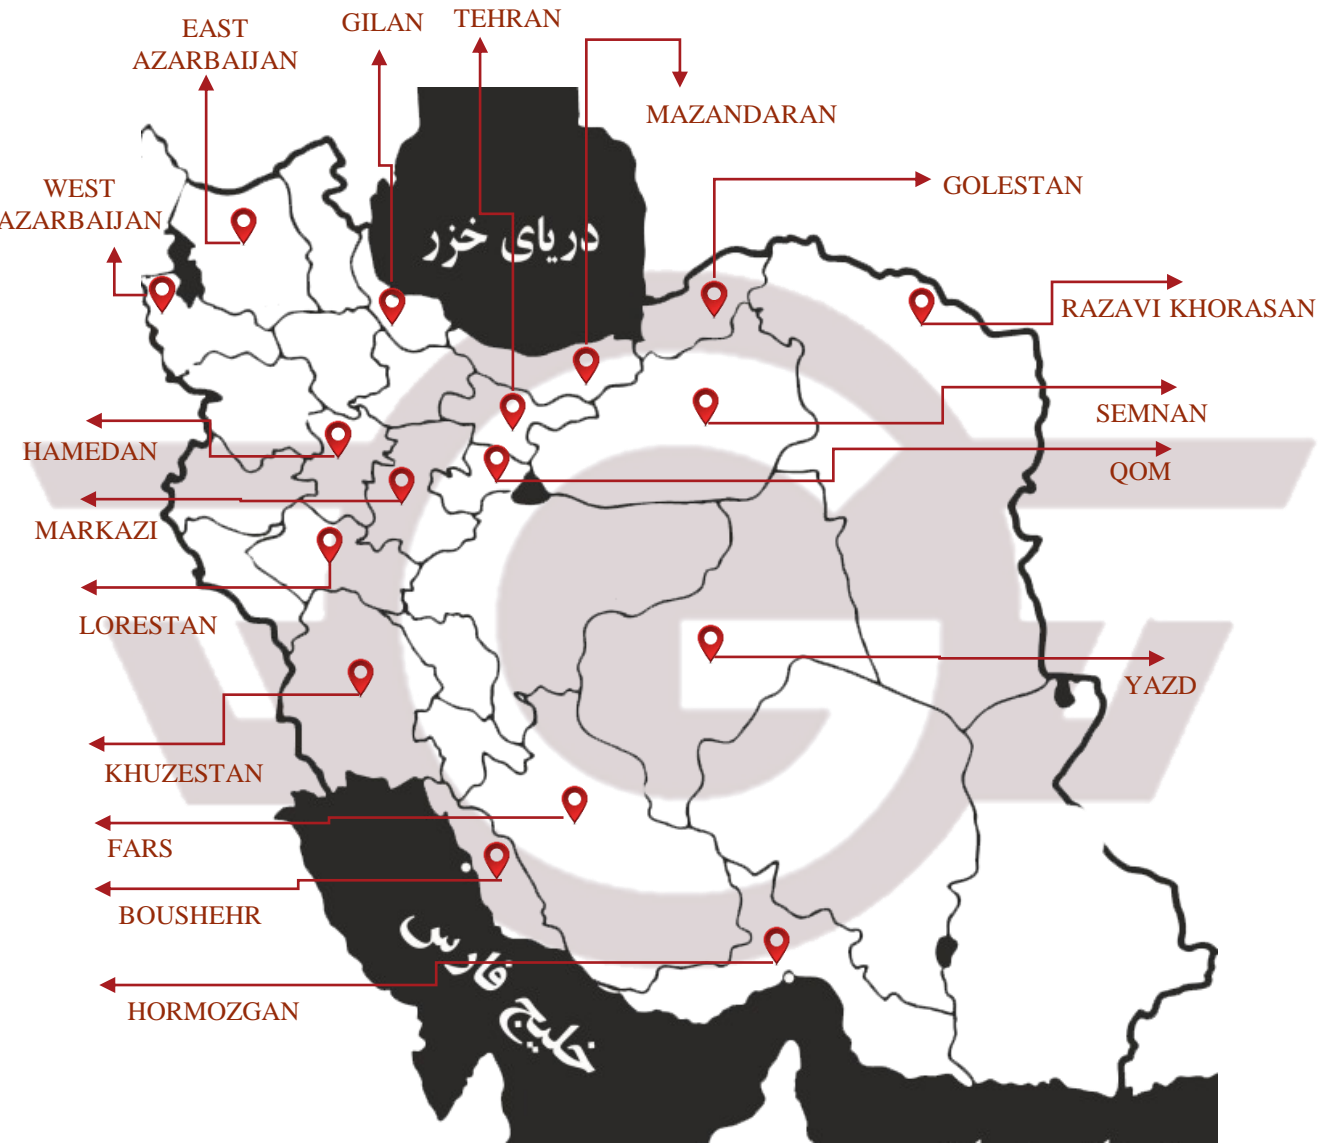 EAST
AZARBAIJAN
GILAN
TEHRAN
MAZANDARAN
WEST
AZARBAIJAN
GOLESTAN
دریای خزر
RAZAVI KHORASAN
SEMNAN
HAMEDAN
QOM
MARKAZI
LORESTAN
YAZD
KHUZESTAN
FARS
BOUSHEHR
خلیج فارس
HORMOZGAN